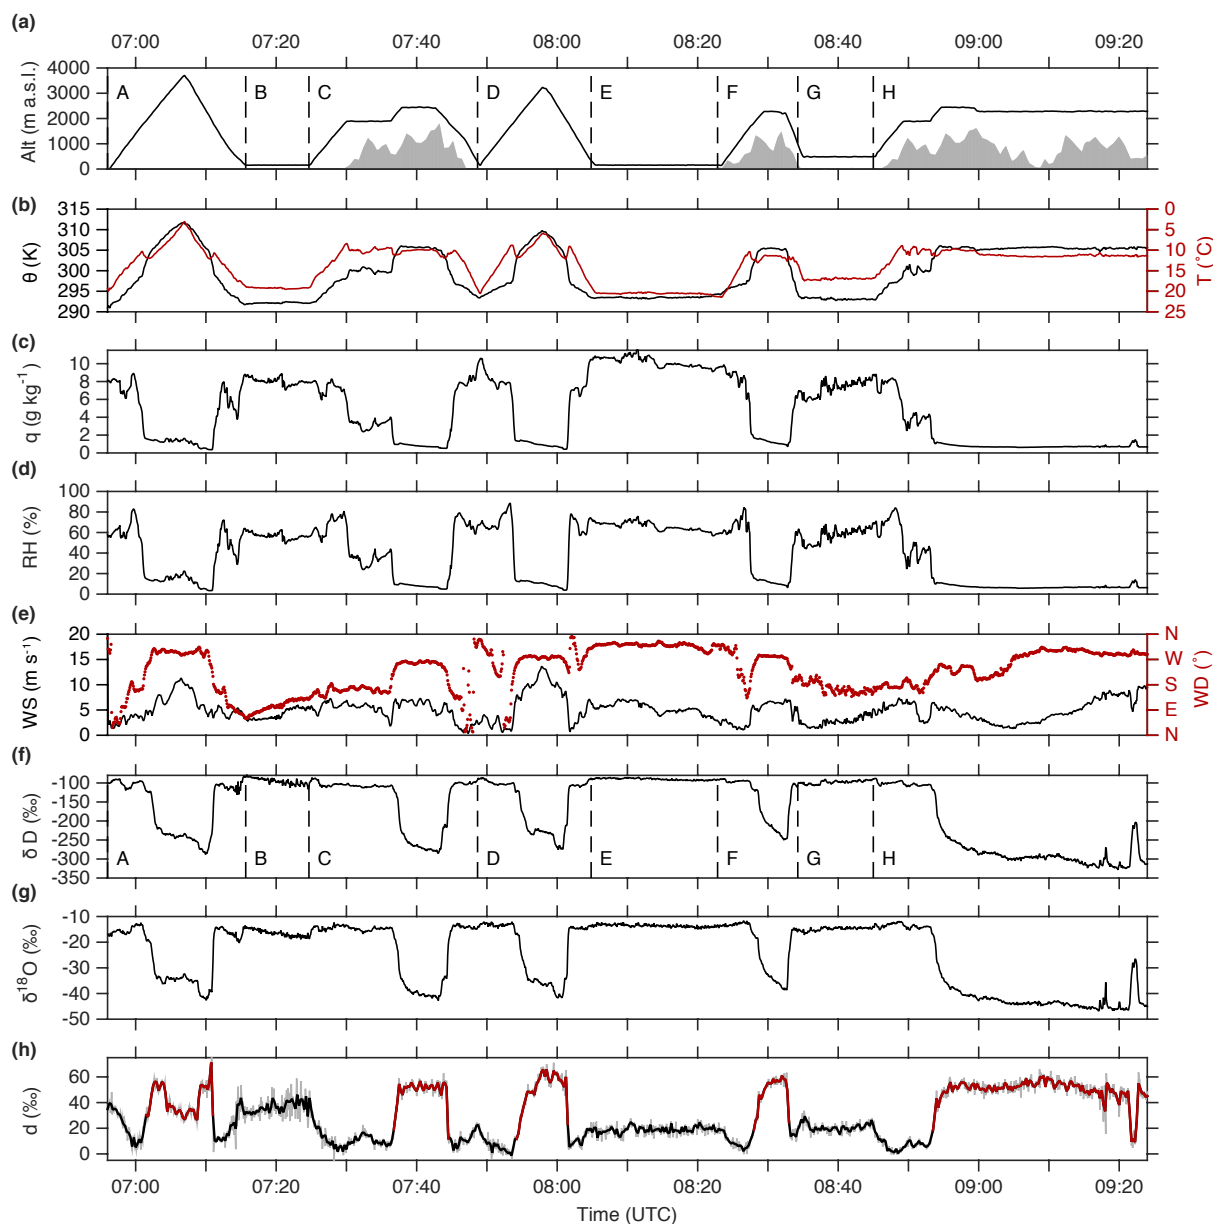 (a)
07:00 07:20 07:40 08:00 08:20 08:40 09:00 09:20
Alt (m a.s.l.)
4000
3000
2000
1000
0
A B C D E F G H
(b)
θ (K)
315
310
305
300
295
290
0
5
10
15
20
25
T (˚C)
(c)
q (g kg⁻¹)
10
8
6
4
2
0
(d)
RH (%)
100
80
60
40
20
0
(e)
WS (m s⁻¹)
20
15
10
5
0
N
W
S
E
N
WD (˚)
(f)
δ D (‰)
-100
-150
-200
-250
-300
-350
A B C D E F G H
(g)
δ¹⁸O (‰)
-10
-20
-30
-40
-50
(h)
d (‰)
60
40
20
0
07:00 07:20 07:40 08:00 08:20 08:40 09:00 09:20
Time (UTC)